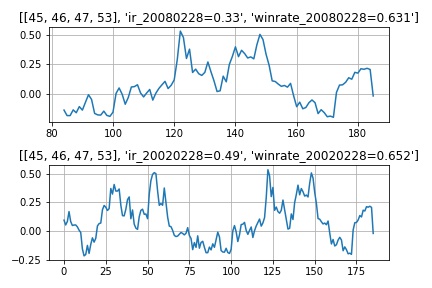 [[45, 46, 47, 53], 'ir_20080228=0.33', 'winrate_20080228=0.631']
0.50
0.25
0.00
80 100 120 140 160 180
[[45, 46, 47, 53], 'ir_20020228=0.49', 'winrate_20020228=0.652']
0.50
0.25
0.00
−0.25
0 25 50 75 100 125 150 175